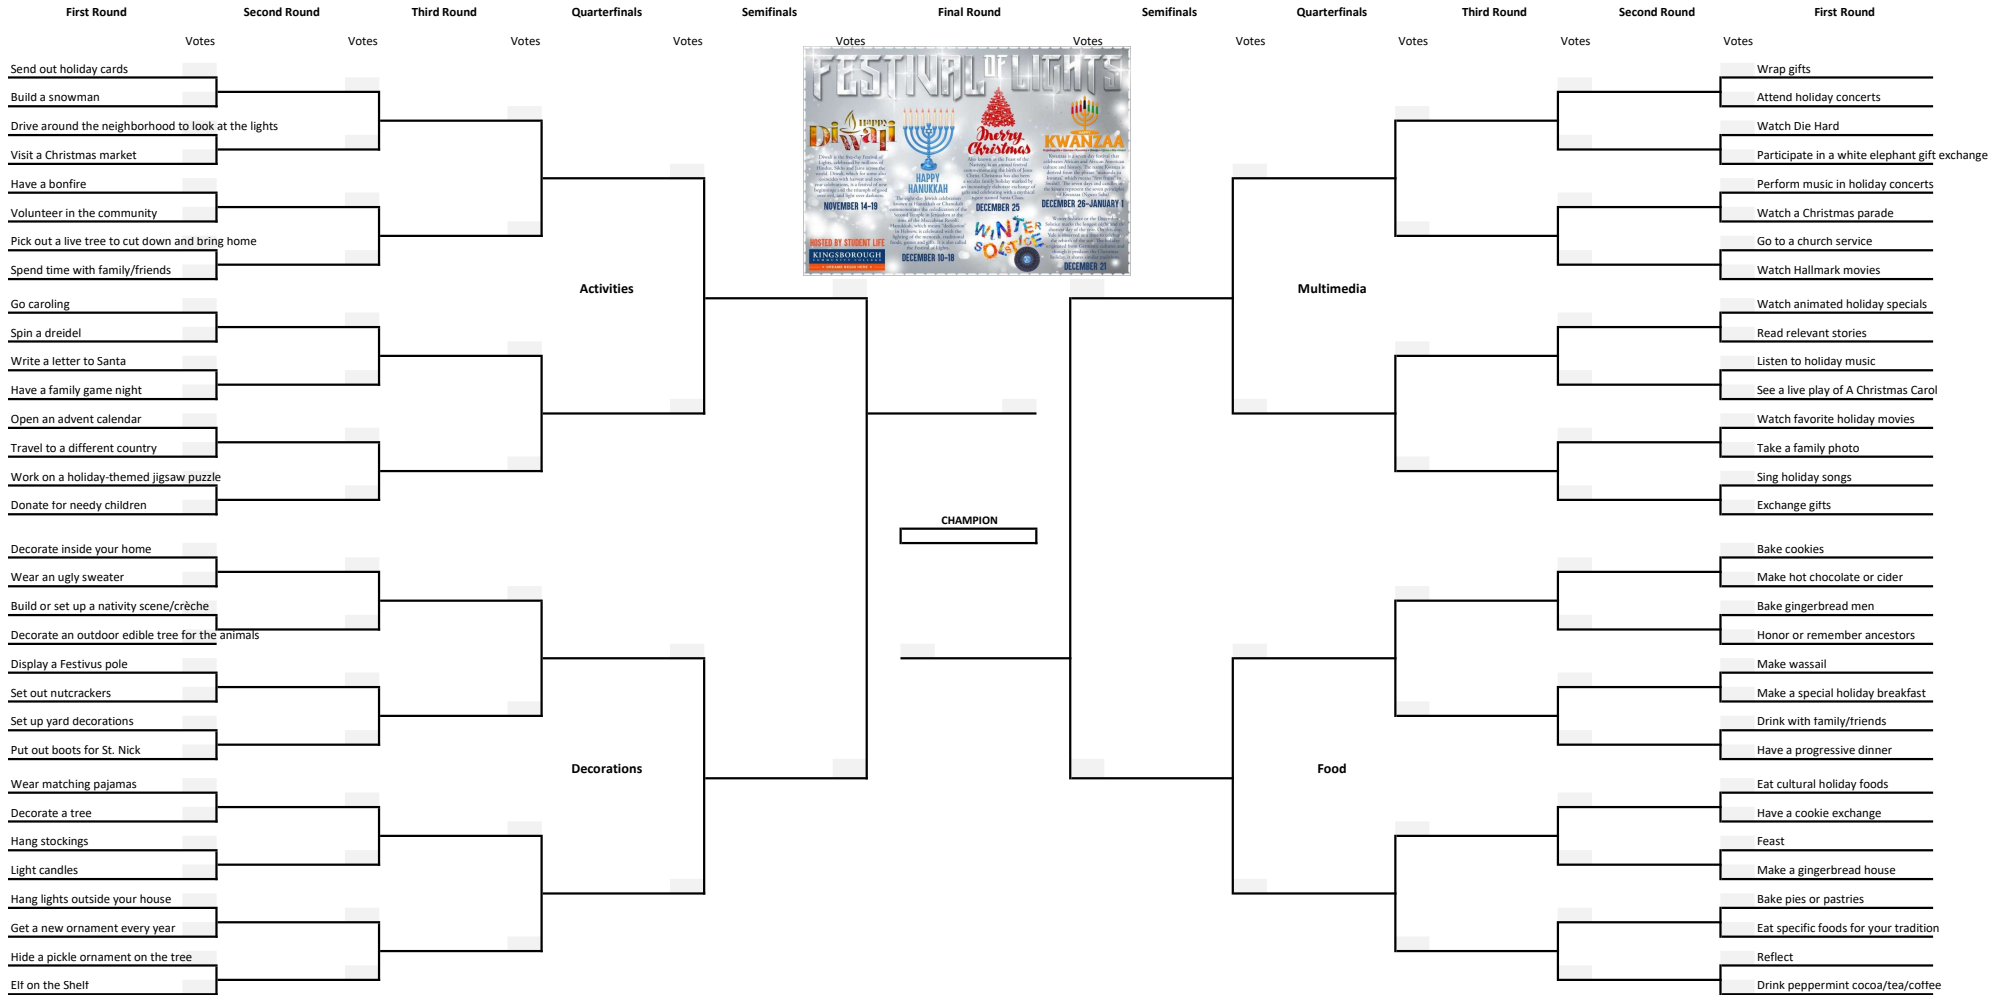 First Round
Second Round
Third Round
Quarterfinals
Semifinals
Final Round
Semifinals
Quarterfinals
Third Round
Second Round
First Round
Votes
Votes
Votes
Votes
Votes
Votes
Votes
Votes
Votes
Votes
Send out holiday cards
Build a snowman
Drive around the neighborhood to look at the lights
Visit a Christmas market
Have a bonfire
Volunteer in the community
Pick out a live tree to cut down and bring home
Spend time with family/friends
Go caroling
Spin a dreidel
Write a letter to Santa
Have a family game night
Open an advent calendar
Travel to a different country
Work on a holiday-themed jigsaw puzzle
Donate for needy children
Activities
Decorate inside your home
Wear an ugly sweater
Build or set up a nativity scene/crèche
Decorate an outdoor edible tree for the animals
Display a Festivus pole
Set out nutcrackers
Set up yard decorations
Put out boots for St. Nick
Wear matching pajamas
Decorate a tree
Hang stockings
Light candles
Hang lights outside your house
Get a new ornament every year
Hide a pickle ornament on the tree
Elf on the Shelf
Decorations
FESTIVAL OF LIGHTS
Happy
Diwali
NOVEMBER 14-19
HOSTED BY STUDENT LIFE
KINGSBOROUGH
COMMUNITY COLLEGE
DREAMS BEGIN HERE
HAPPY
HANUKKAH
DECEMBER 10-18
Merry
Christmas
DECEMBER 25
WINTER
SOLSTICE
KWANZAA
DECEMBER 26-JANUARY 1
DECEMBER 21
CHAMPION
Wrap gifts
Attend holiday concerts
Watch Die Hard
Participate in a white elephant gift exchange
Perform music in holiday concerts
Watch a Christmas parade
Go to a church service
Watch Hallmark movies
Watch animated holiday specials
Read relevant stories
Listen to holiday music
See a live play of A Christmas Carol
Watch favorite holiday movies
Take a family photo
Sing holiday songs
Exchange gifts
Multimedia
Bake cookies
Make hot chocolate or cider
Bake gingerbread men
Honor or remember ancestors
Make wassail
Make a special holiday breakfast
Drink with family/friends
Have a progressive dinner
Eat cultural holiday foods
Have a cookie exchange
Feast
Make a gingerbread house
Bake pies or pastries
Eat specific foods for your tradition
Reflect
Drink peppermint cocoa/tea/coffee
Food